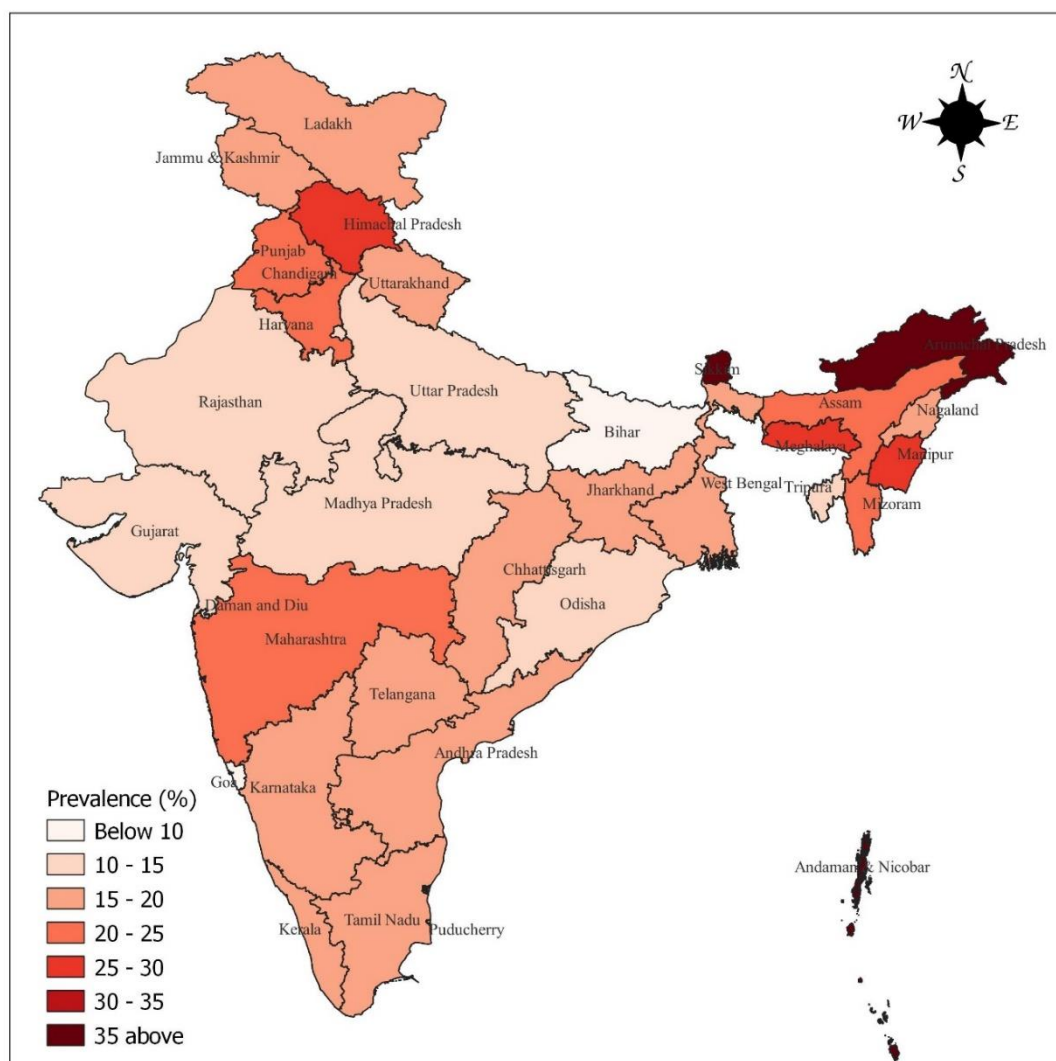 N
W E
S
Ladakh
Jammu & Kashmir
Himachal Pradesh
Punjab
Chandigarh
Uttarakhand
Haryana
Rajasthan
Uttar Pradesh
Bihar
Sikkim
Arunachal Pradesh
Assam
Nagaland
Meghalaya
Manipur
Tripura
Mizoram
West Bengal
Jharkhand
Madhya Pradesh
Gujarat
Chhattisgarh
Odisha
Daman and Diu
Maharashtra
Telangana
Andhra Pradesh
Goa
Karnataka
Andaman & Nicobar
Kerala
Tamil Nadu
Puducherry
Prevalence (%)
Below 10
10 - 15
15 - 20
20 - 25
25 - 30
30 - 35
35 above